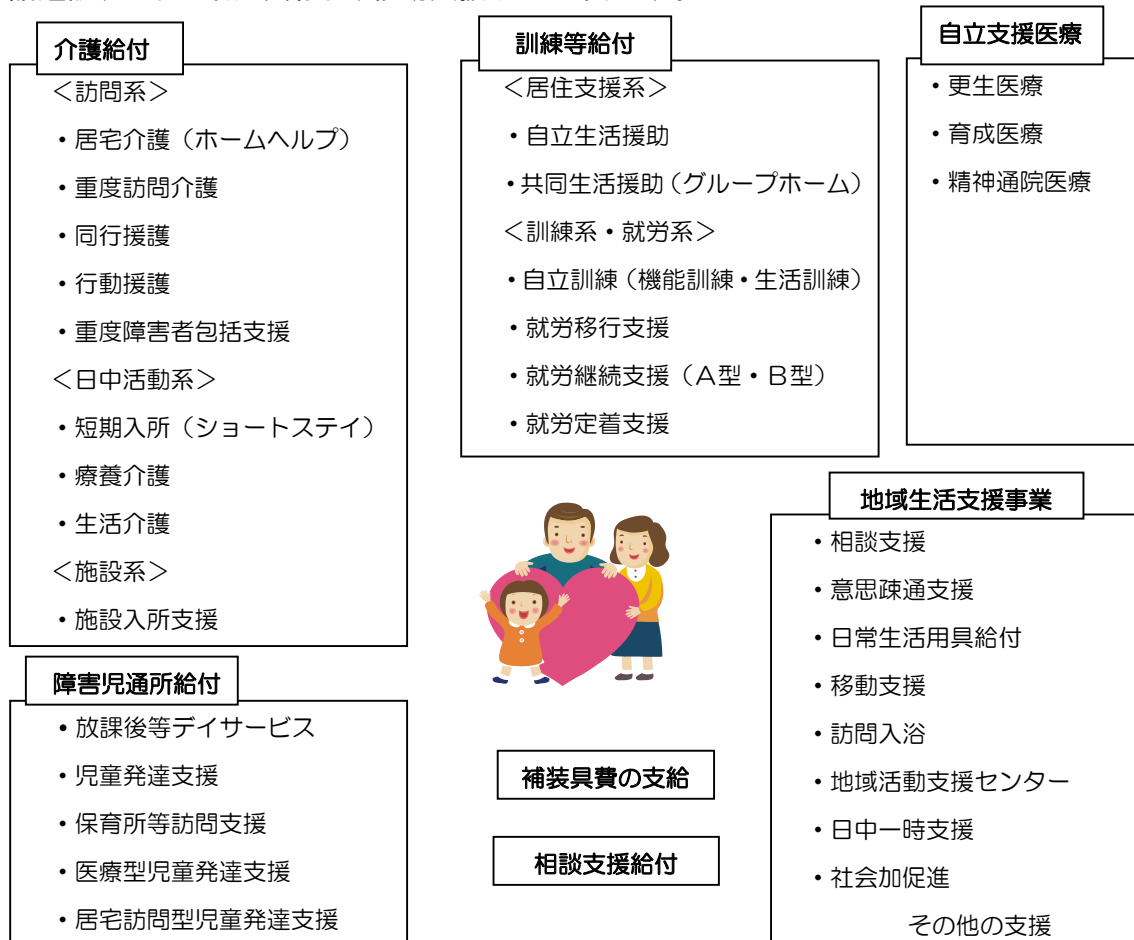 介護給付
＜訪問系＞
・居宅介護（ホームヘルプ）
・重度訪問介護
・同行援護
・行動援護
・重度障害者包括支援
＜日中活動系＞
・短期入所（ショートステイ）
・療養介護
・生活介護
＜施設系＞
・施設入所支援
訓練等給付
＜居住支援系＞
・自立生活援助
・共同生活援助（グループホーム）
＜訓練系・就労系＞
・自立訓練（機能訓練・生活訓練）
・就労移行支援
・就労継続支援（Ａ型・Ｂ型）
・就労定着支援
自立支援医療
・更生医療
・育成医療
・精神通院医療
障害児通所給付
・放課後等デイサービス
・児童発達支援
・保育所等訪問支援
・医療型児童発達支援
・居宅訪問型児童発達支援
補装具費の支給
相談支援給付
地域生活支援事業
・相談支援
・意思疎通支援
・日常生活用具給付
・移動支援
・訪問入浴
・地域活動支援センター
・日中一時支援
・社会加促進
その他の支援